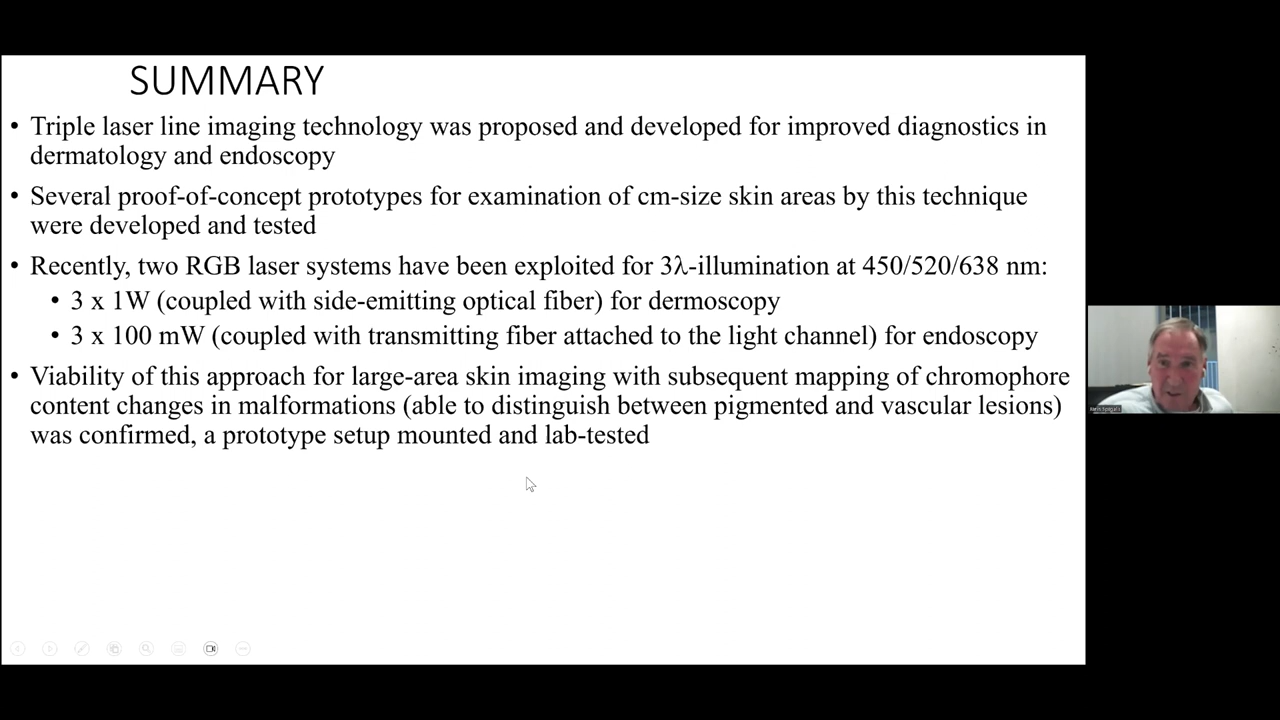 SUMMARY
• Triple laser line imaging technology was proposed and developed for improved diagnostics in
dermatology and endoscopy
• Several proof-of-concept prototypes for examination of cm-size skin areas by this technique
were developed and tested
• Recently, two RGB laser systems have been exploited for 3λ-illumination at 450/520/638 nm:
• 3 x 1W (coupled with side-emitting optical fiber) for dermoscopy
• 3 x 100 mW (coupled with transmitting fiber attached to the light channel) for endoscopy
• Viability of this approach for large-area skin imaging with subsequent mapping of chromophore
content changes in malformations (able to distinguish between pigmented and vascular lesions)
was confirmed, a prototype setup mounted and lab-tested